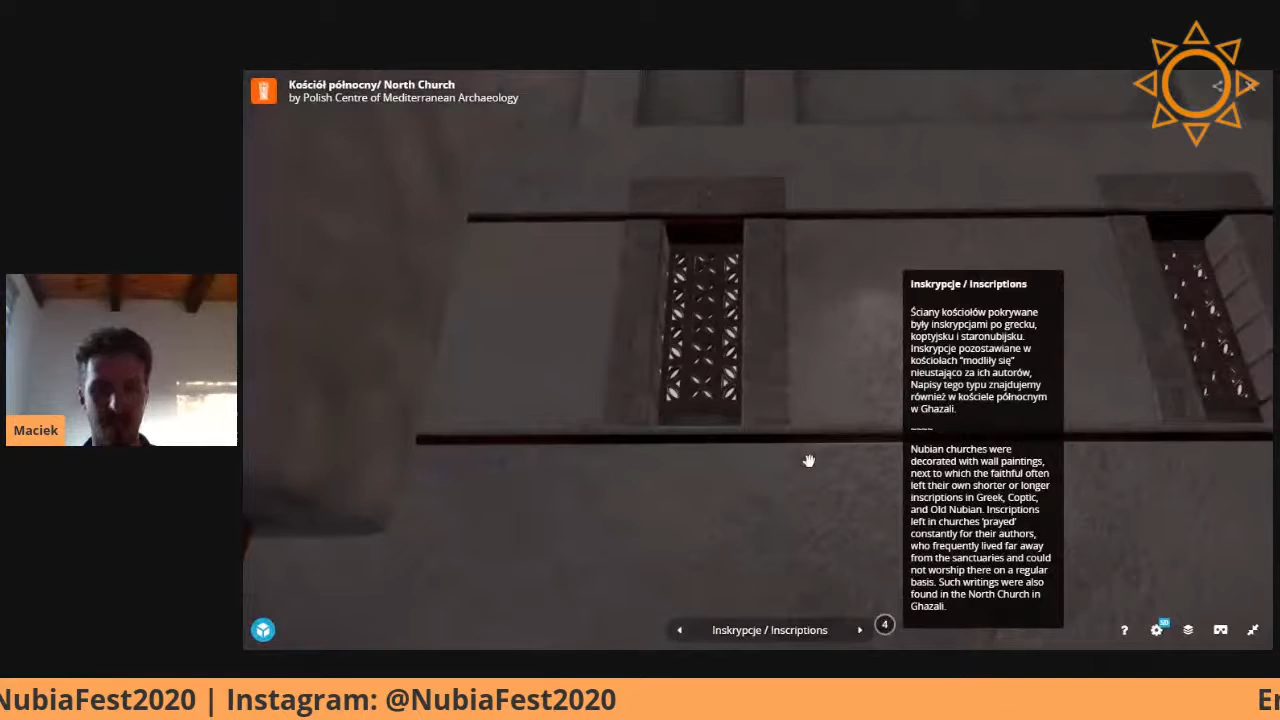 Kościół północny/ North Church
by Polish Centre of Mediterranean Archaeology
Maciek
Inskrypcje / Inscriptions
Ściany kościołów pokrywane
były inskrypcjami po grecku,
koptyjsku i staronubijsku.
Inskrypcje pozostawiane w
kościołach "modliły się"
nieustająco za ich autorów,
Napisy tego typu znajdujemy
również w kościele północnym
w Ghazali.
~~~~
Nubian churches were
decorated with wall paintings,
next to which the faithful often
left their own shorter or longer
inscriptions in Greek, Coptic,
and Old Nubian. Inscriptions
left in churches 'prayed'
constantly for their authors,
who frequently lived far away
from the sanctuaries and could
not worship there on a regular
basis. Such writings were also
found in the North Church in
Ghazali.
Inskrypcje / Inscriptions
4
?
SD
NubiaFest2020 | Instagram: @NubiaFest2020
En